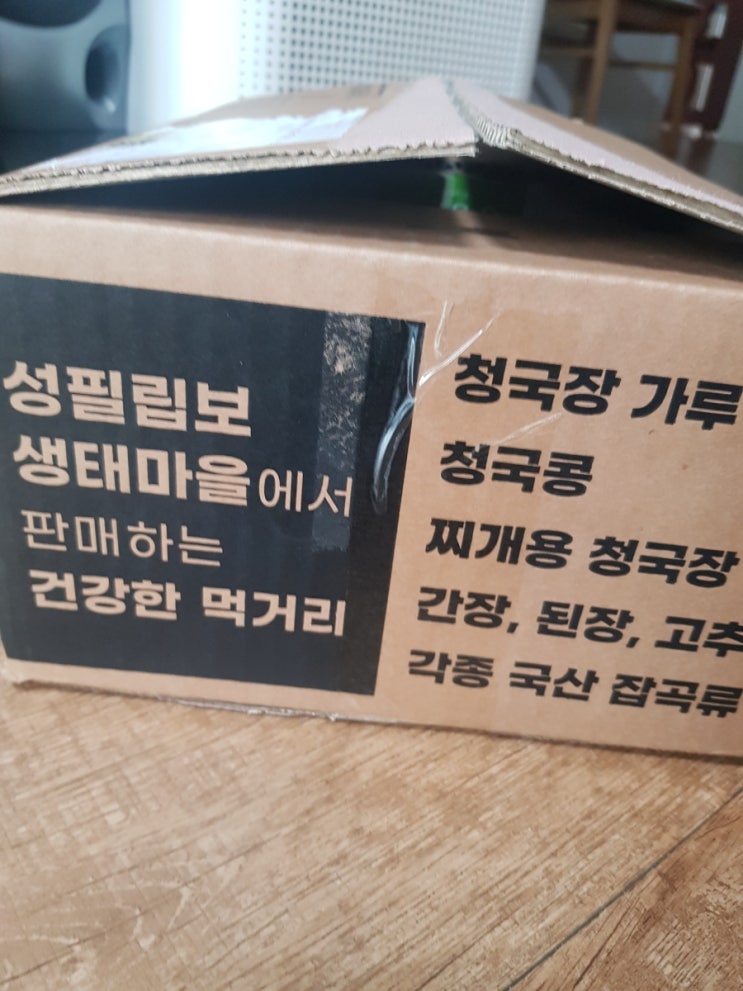 성필립보
생태마을에서
판매하는
건강한 먹거리
청국장 가루
청국콩
찌개용 청국장
간장, 된장, 고추
각종 국산 잡곡류